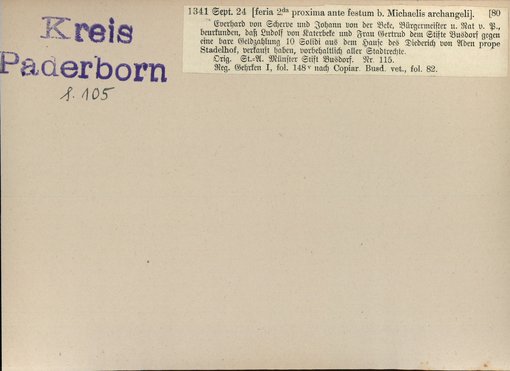 Kreis
Paderborn
S. 105
1341 Sept. 24 [feria 2da proxima ante festum b. Michaelis archangeli]. [80
Everhard von Scherve und Johann von der Beke, Bürgermeister u. Rat v. P.,
beurkunden, daß Ludolf von Katerbeke und Frau Gertrud dem Stifte Busdorf gegen
eine bare Geldzahlung 10 Solidi aus dem Hause des Diederich von Aden prope
Stadelhof, verkauft haben, vorbehaltlich aller Stadtrechte.
Orig. St.-A. Münster Stift Busdorf. Nr. 115.
Reg. Gehrken I, fol. 148v nach Copiar. Busd. vet., fol. 82.